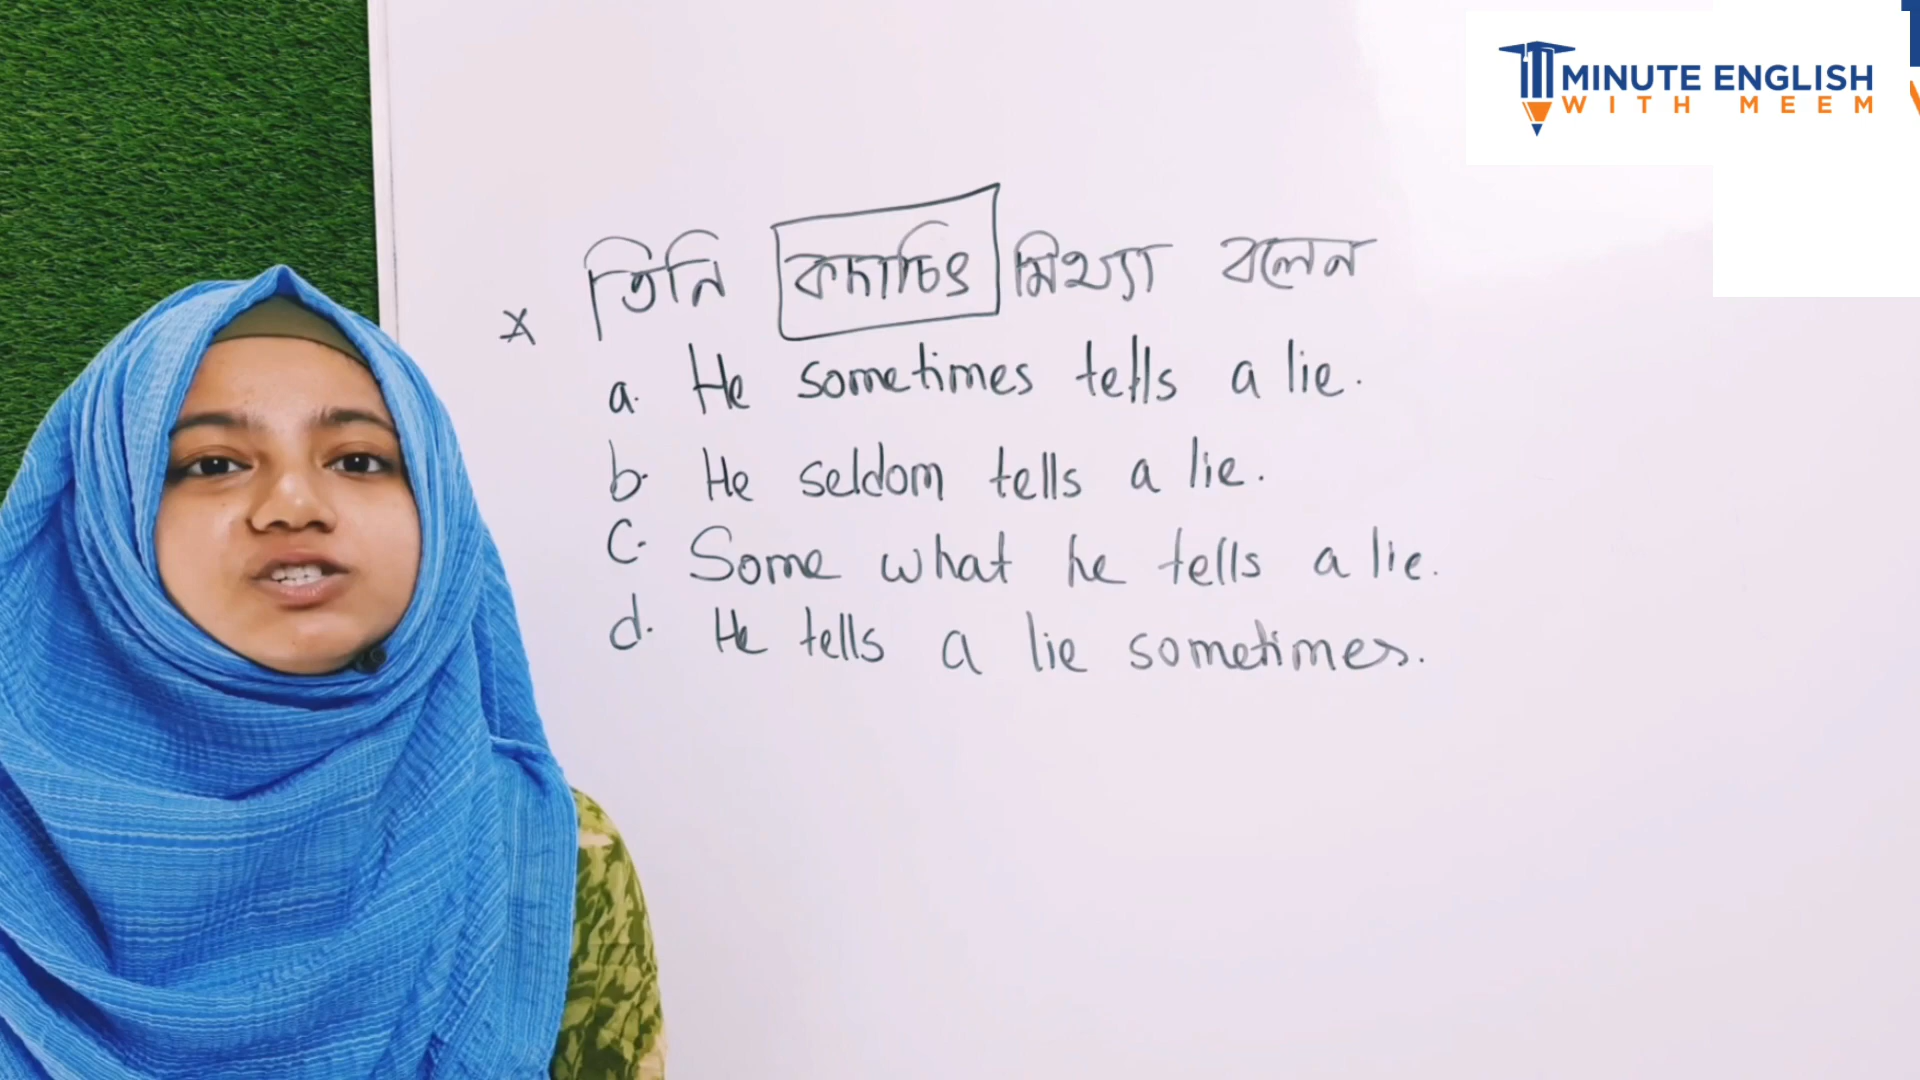 MINUTE ENGLISH
WITH MEEM
x তিনি কদাচিৎ মিথ্যা বলেন
a. He sometimes tells a lie.
b. He seldom tells a lie.
c. Some what he tells a lie.
d. He tells a lie sometimes.